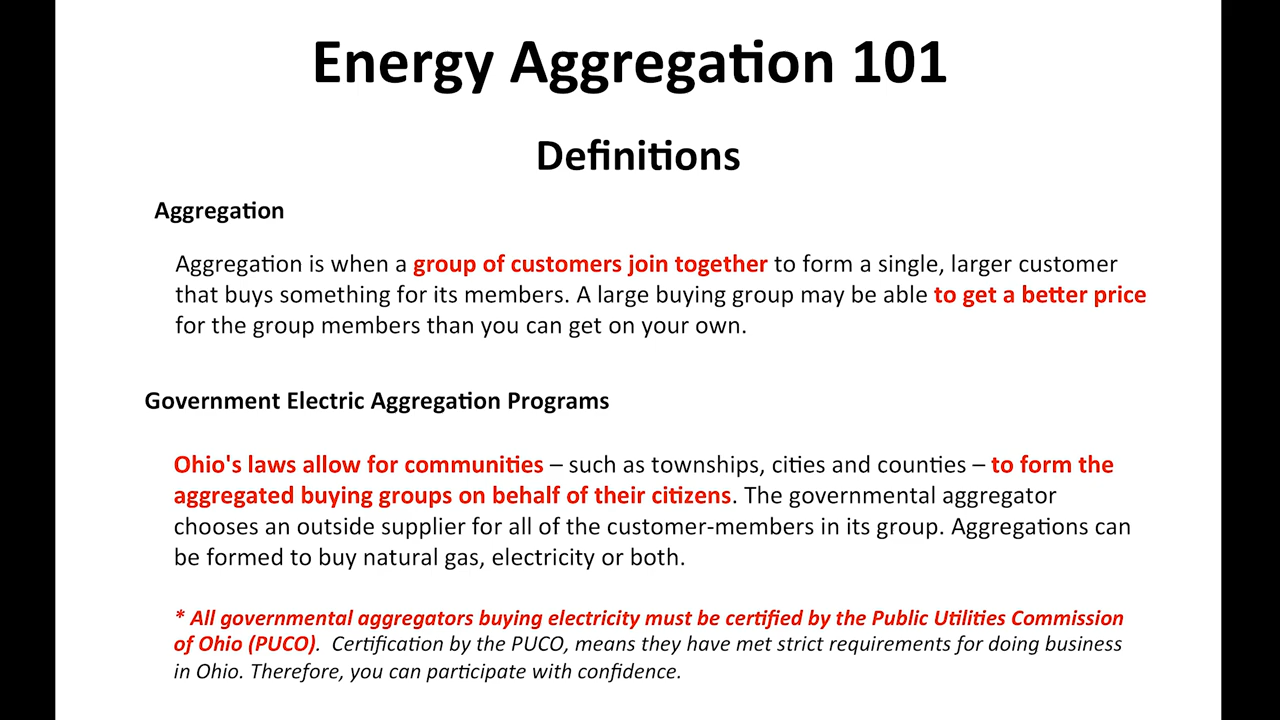 Energy Aggregation 101
Definitions
Aggregation
Aggregation is when a group of customers join together to form a single, larger customer
that buys something for its members. A large buying group may be able to get a better price
for the group members than you can get on your own.
Government Electric Aggregation Programs
Ohio's laws allow for communities – such as townships, cities and counties – to form the
aggregated buying groups on behalf of their citizens. The governmental aggregator
chooses an outside supplier for all of the customer-members in its group. Aggregations can
be formed to buy natural gas, electricity or both.
* All governmental aggregators buying electricity must be certified by the Public Utilities Commission
of Ohio (PUCO). Certification by the PUCO, means they have met strict requirements for doing business
in Ohio. Therefore, you can participate with confidence.